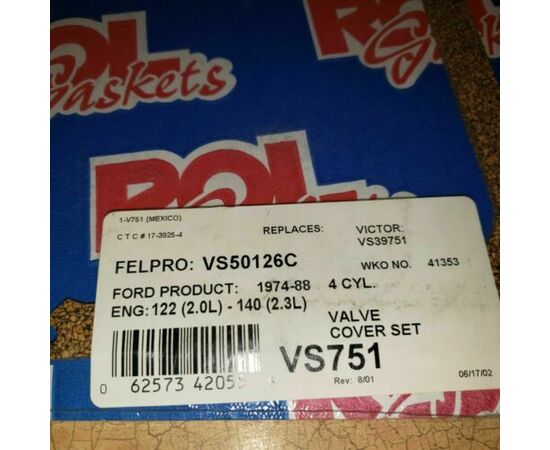 ROL
Gaskets
ROL
ROL
1-V751 (MEXICO)
CTC # 17-3925-4
REPLACES:
VICTOR:
VS39751
FELPRO: VS50126C
WKO NO. 41353
FORD PRODUCT: 1974-88 4 CYL.
ENG: 122 (2.0L) - 140 (2.3L)
VALVE
COVER SET
VS751
0 62573 42055
Rev: 8/01
06/17/02